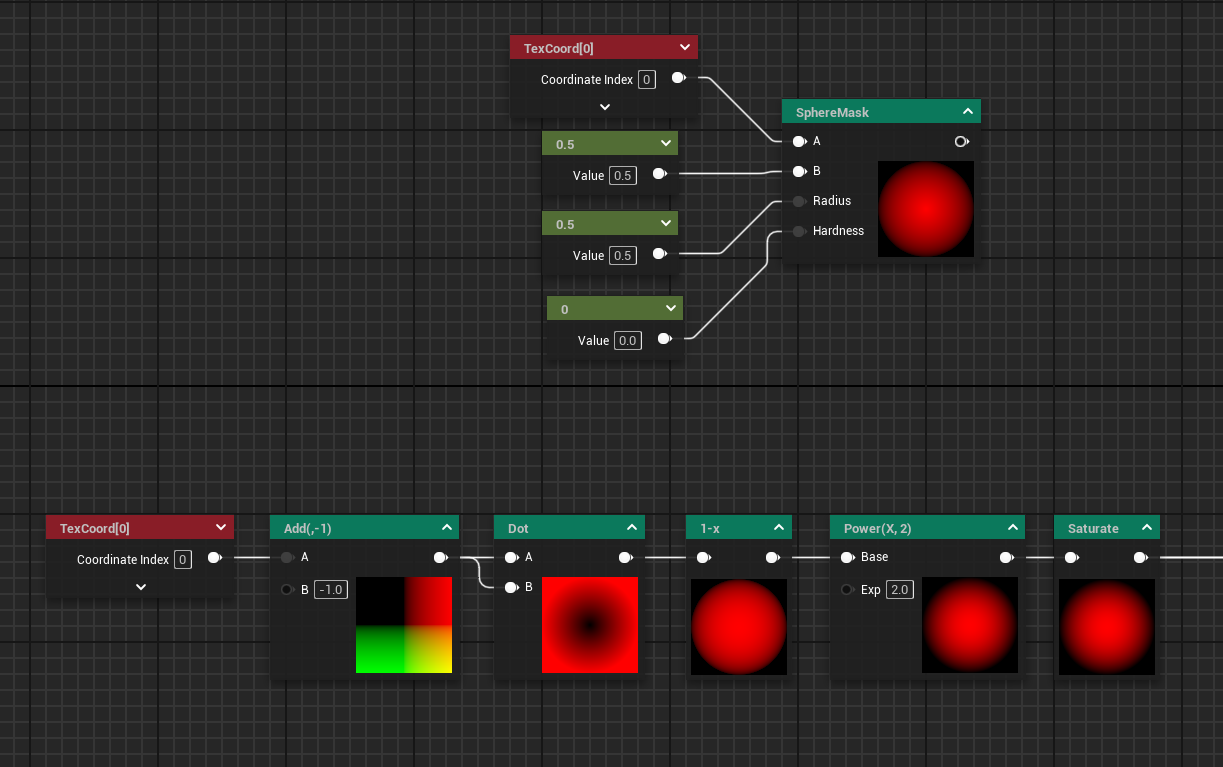 TexCoord[0]
Coordinate Index 0
0.5
Value 0.5
0.5
Value 0.5
0
Value 0.0
SphereMask
A
B
Radius
Hardness
TexCoord[0]
Coordinate Index 0
Add(,-1)
A
B -1.0
Dot
A
B
1-x
Power(X, 2)
Base
Exp 2.0
Saturate